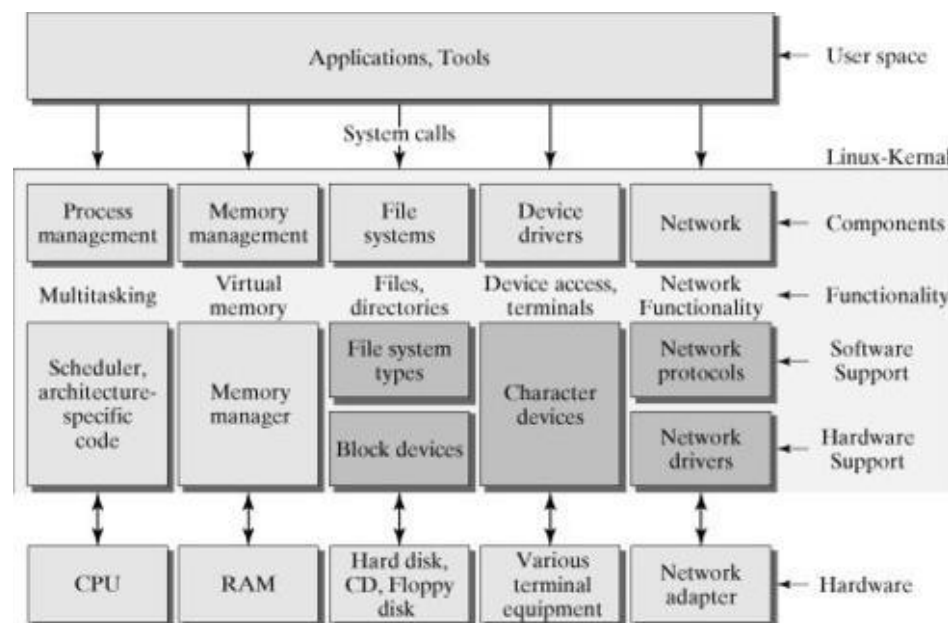 Applications, Tools
User space
System calls
Linux-Kernal
Process
management
Memory
management
File
systems
Device
drivers
Network
Components
Multitasking
Virtual
memory
Files,
directories
Device access,
terminals
Network
Functionality
Functionality
Scheduler,
architecture-
specific
code
Memory
manager
File system
types
Block devices
Character
devices
Network
protocols
Network
drivers
Software
Support
Hardware
Support
CPU
RAM
Hard disk,
CD, Floppy
disk
Various
terminal
equipment
Network
adapter
Hardware